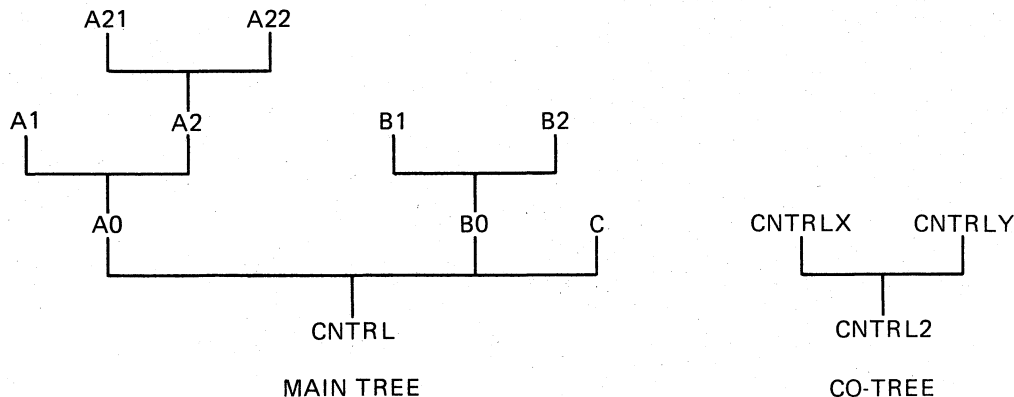 A21 A22
A1 A2 B1 B2
A0 B0 C CNTRLX CNTRLY
CNTRL CNTRL2
MAIN TREE CO-TREE